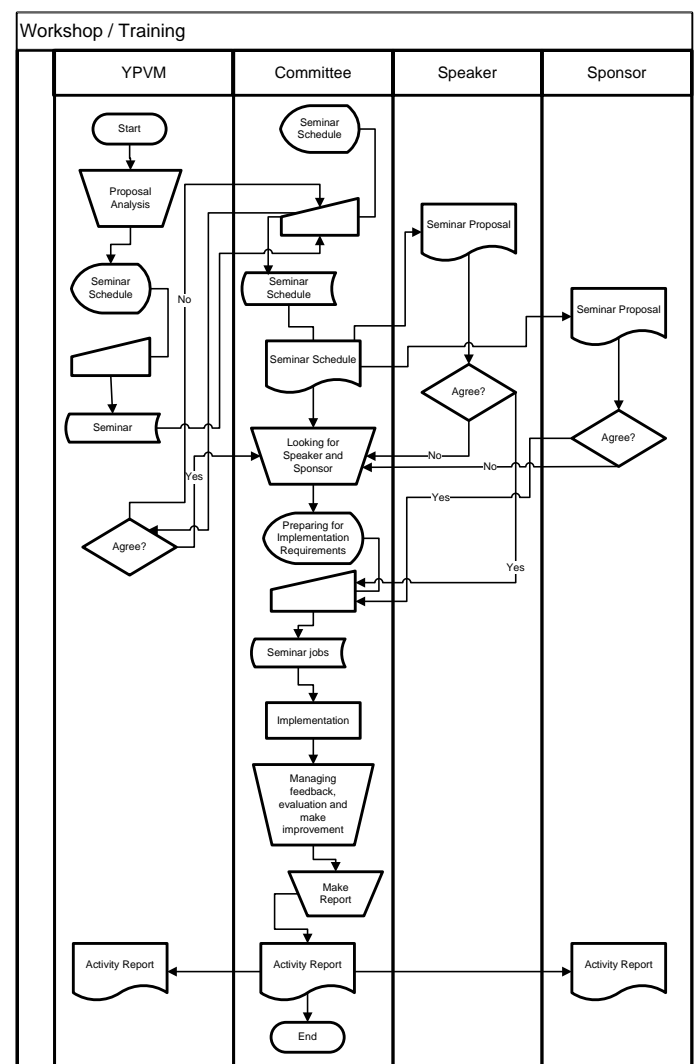 Workshop / Training
YPVM
Committee
Speaker
Sponsor
Start
Seminar
Schedule
Proposal
Analysis
Seminar Proposal
Seminar
Schedule
Seminar
Schedule
No
Seminar Proposal
Seminar Schedule
Agree?
Seminar
Looking for
Speaker and
Sponsor
Agree?
No
No
Yes
Yes
Preparing for
Implementation
Requirements
Agree?
Yes
Seminar jobs
Implementation
Managing
feedback,
evaluation and
make
improvement
Make
Report
Activity Report
Activity Report
Activity Report
End